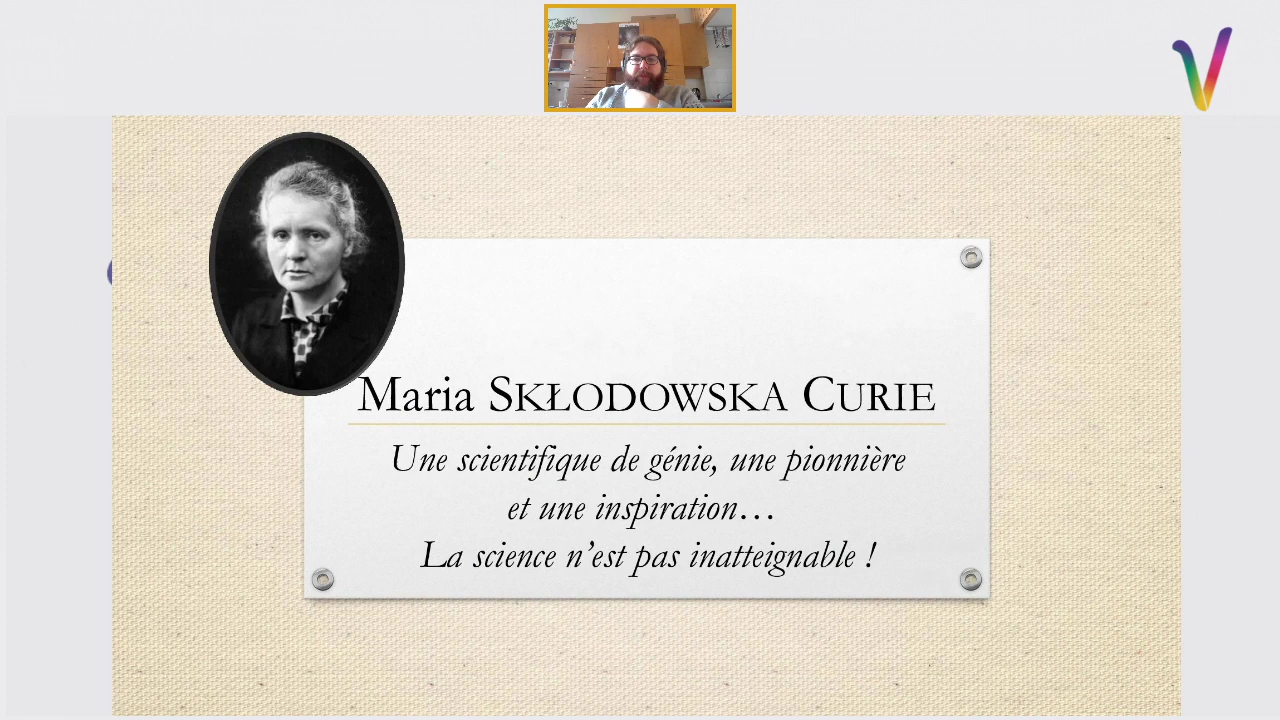 Maria SKŁODOWSKA CURIE
Une scientifique de génie, une pionnière
et une inspiration…
La science n’est pas inatteignable !